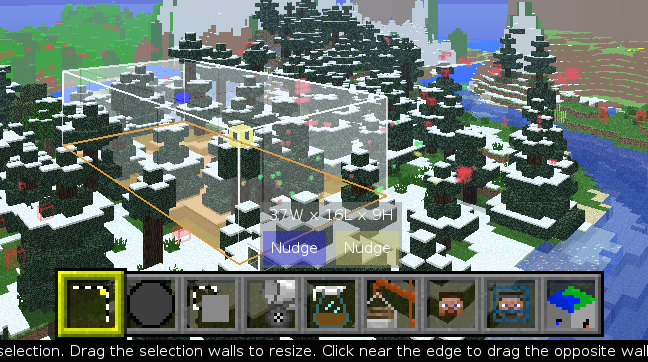 37W x 16L x 9H
Nudge Nudge
selection. Drag the selection walls to resize. Click near the edge to drag the opposite wal